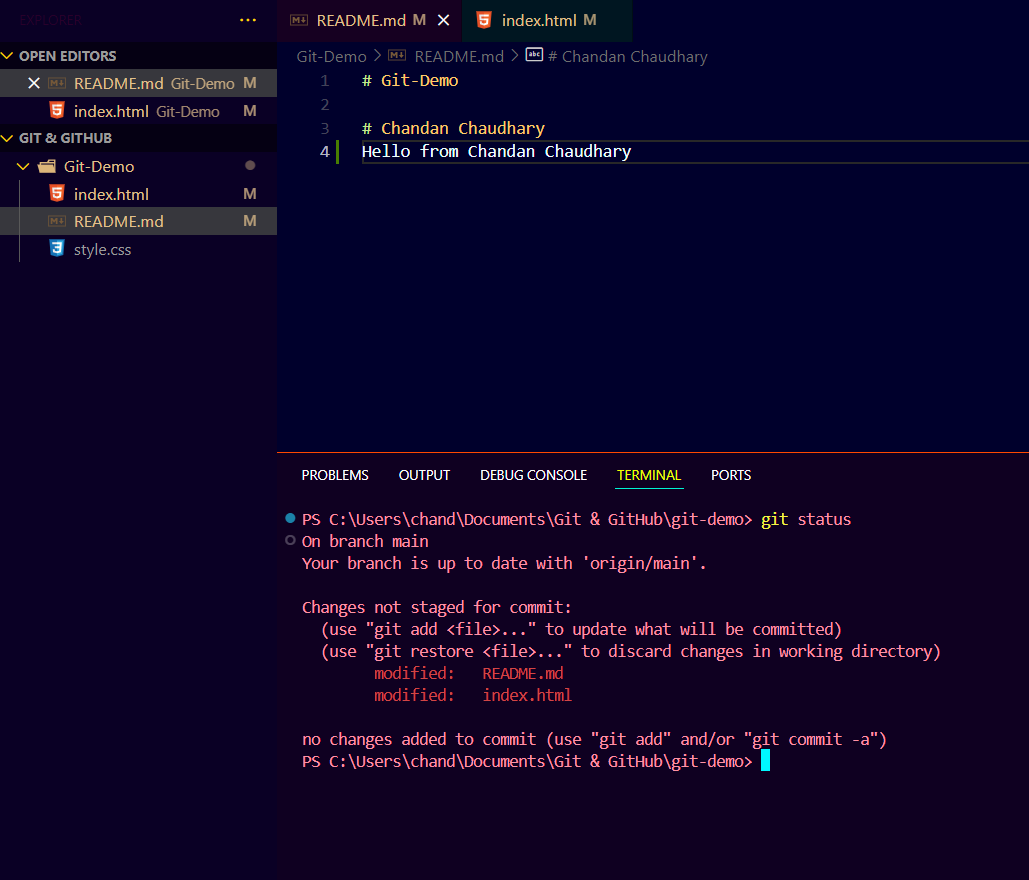 EXPLORER ...
README.md M
index.html M
OPEN EDITORS
README.md Git-Demo M
index.html Git-Demo M
GIT & GITHUB
Git-Demo
index.html M
README.md M
style.css
Git-Demo > README.md > abc # Chandan Chaudhary
1 # Git-Demo
2
3 # Chandan Chaudhary
4 Hello from Chandan Chaudhary
PROBLEMS OUTPUT DEBUG CONSOLE TERMINAL PORTS
PS C:\Users\chand\Documents\Git & GitHub\git-demo> git status
On branch main
Your branch is up to date with 'origin/main'.
Changes not staged for commit:
(use "git add <file>..." to update what will be committed)
(use "git restore <file>..." to discard changes in working directory)
modified: README.md
modified: index.html
no changes added to commit (use "git add" and/or "git commit -a")
PS C:\Users\chand\Documents\Git & GitHub\git-demo>